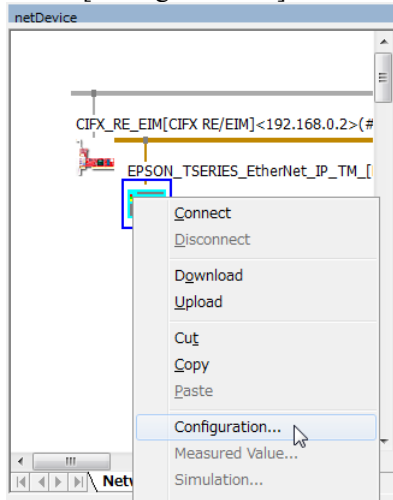 netDevice
CIFX_RE_EIM[CIFX RE/EIM]<192.168.0.2>(#
EPSON_TSERIES_EtherNet_IP_TM_[
Connect
Disconnect
Download
Upload
Cut
Copy
Paste
Configuration...
Measured Value...
Simulation...